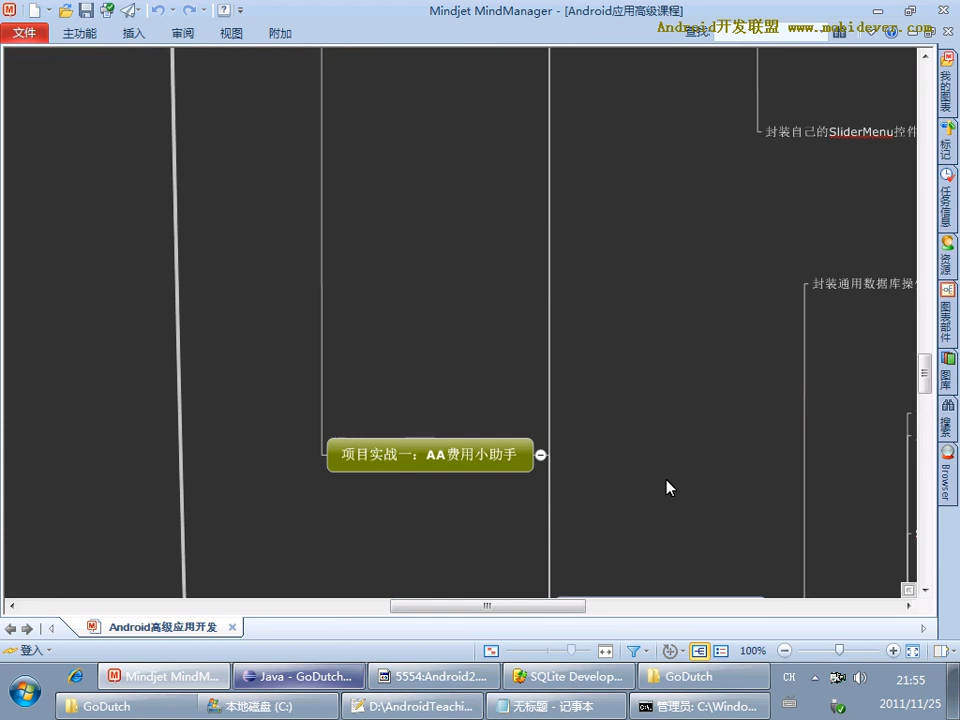 Mindjet MindManager - [Android应用高级课程]
文件
主功能
插入
审阅
视图
附加
查找:
Android开发联盟 www.mobidever.com
封装自己的SliderMenu控件
封装通用数据库操
项目实战一：AA费用小助手
我的图表
标记
任务信息
资源
图表部件
图库
搜索
Browser
Android高级应用开发
登入
100%
Mindjet MindM...
Java - GoDutch...
5554:Android2....
SQLite Develop...
GoDutch
CH
21:55
GoDutch
本地磁盘 (C:)
D:\AndroidTeachi...
无标题 - 记事本
管理员: C:\Windo...
2011/11/25